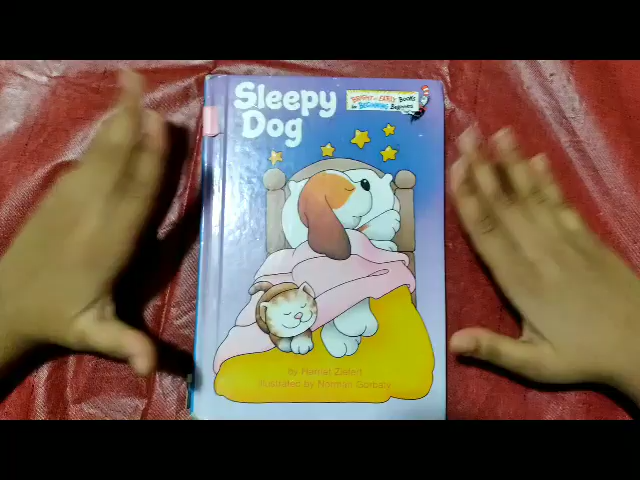 Sleepy
Dog
BRIGHT & EARLY Books
for BEGINNING Beginners
by Harriet Ziefert
illustrated by Norman Gorbaty